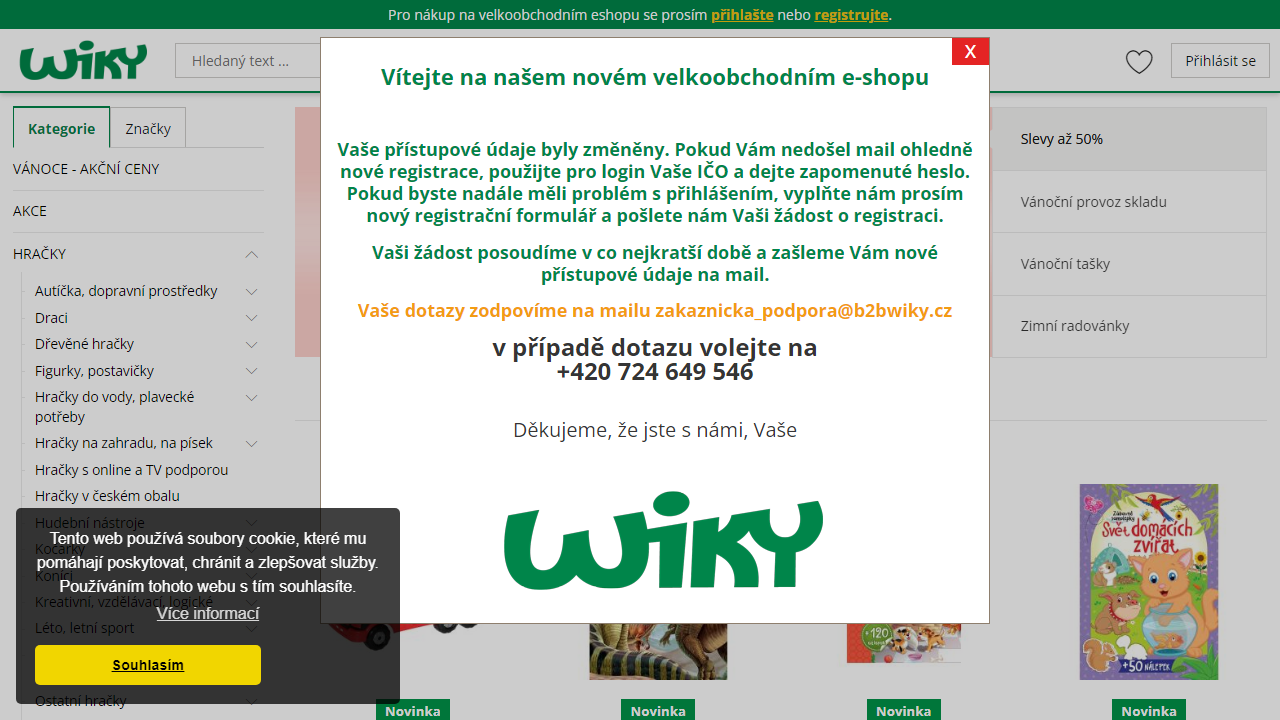 Pro nákup na velkoobchodním eshopu se prosím přihlašte nebo registrujte.
WIKY
Hledaný text ...
Přihlásit se
X
Vítejte na našem novém velkoobchodním e-shopu
Vaše přístupové údaje byly změněny. Pokud Vám nedošel mail ohledně
nové registrace, použijte pro login Vaše IČO a dejte zapomenuté heslo.
Pokud byste nadále měli problém s přihlášením, vyplňte nám prosím
nový registrační formulář a pošlete nám Vaši žádost o registraci.
Vaši žádost posoudíme v co nejkratší době a zašleme Vám nové
přístupové údaje na mail.
Vaše dotazy zodpovíme na mailu zakaznicka_podpora@b2bwiky.cz
v případě dotazu volejte na
+420 724 649 546
Děkujeme, že jste s námi, Vaše
WIKY
Kategorie
Značky
VÁNOCE - AKČNÍ CENY
AKCE
HRAČKY
Autíčka, dopravní prostředky
Draci
Dřevěné hračky
Figurky, postavičky
Hračky do vody, plavecké
potřeby
Hračky na zahradu, na písek
Hračky s online a TV podporou
Hračky v českém obalu
Hudební nástroje
Kočárky
Koníci
Kreativní, vzdělávací, logické
Léto, letní sport
Ostatní hračky
Tento web používá soubory cookie, které mu
pomáhají poskytovat, chránit a zlepšovat služby.
Používáním tohoto webu s tím souhlasíte.
Více informací
Souhlasím
Slevy až 50%
Vánoční provoz skladu
Vánoční tašky
Zimní radovánky
Svět domácích
zvířat
+50 NÁLEPEK
+120
Novinka
Novinka
Novinka
Novinka